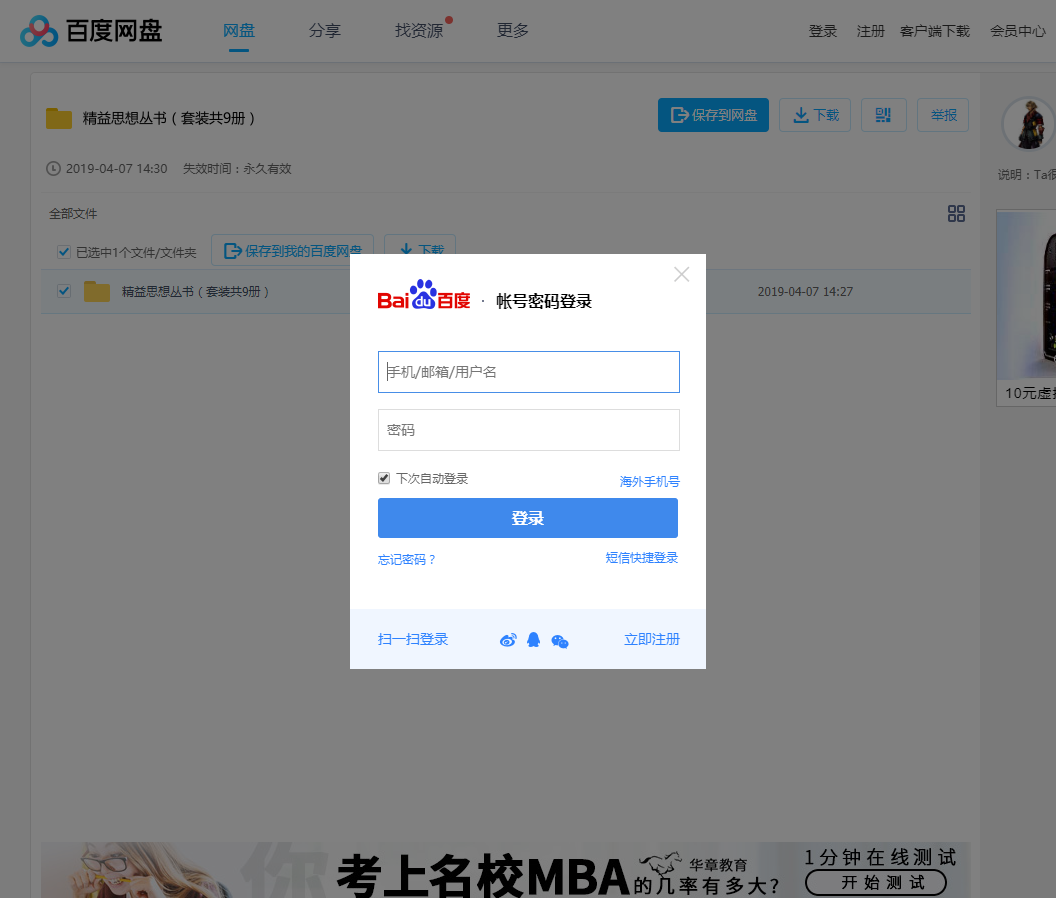 百度网盘 网盘 分享 找资源 更多 登录 注册 客户端下载 会员中心
精益思想丛书（套装共9册） 保存到网盘 下载 举报
2019-04-07 14:30 失效时间：永久有效
说明：Ta很
全部文件
已选中1个文件/文件夹 保存到我的百度网盘 下载
精益思想丛书（套装共9册） 2019-04-07 14:27
Bai du 百度 · 帐号密码登录
手机/邮箱/用户名
10元虚拟
密码
下次自动登录 海外手机号
登录
忘记密码？ 短信快捷登录
扫一扫登录 立即注册
你 考上名校MBA 华章教育
的几率有多大？
1分钟在线测试
开始测试